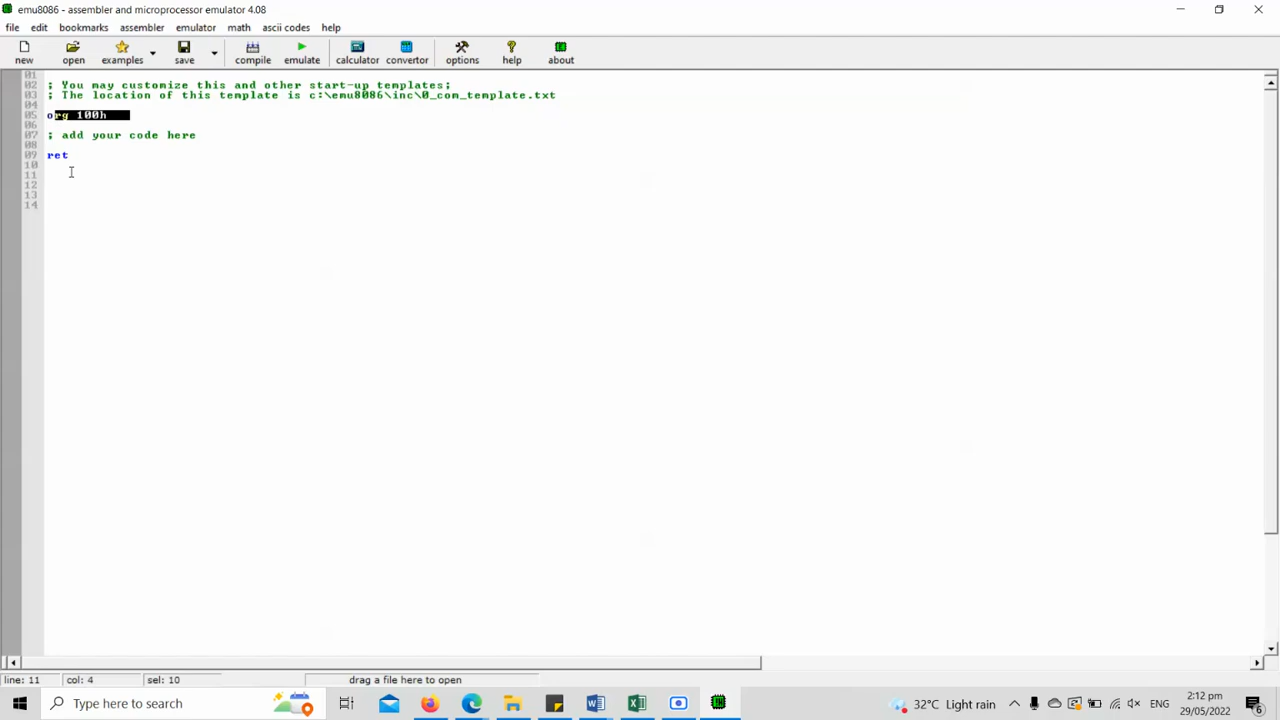 emu8086 - assembler and microprocessor emulator 4.08
file edit bookmarks assembler emulator math ascii codes help
new open examples save compile emulate calculator convertor options help about
01
02 ; You may customize this and other start-up templates;
03 ; The location of this template is c:\emu8086\inc\0_com_template.txt
04
05 org 100h
06
07 ; add your code here
08
09 ret
10
11
12
13
14
line: 11 col: 4 sel: 10 drag a file here to open
Type here to search
32°C Light rain
ENG
2:12 pm
29/05/2022
6